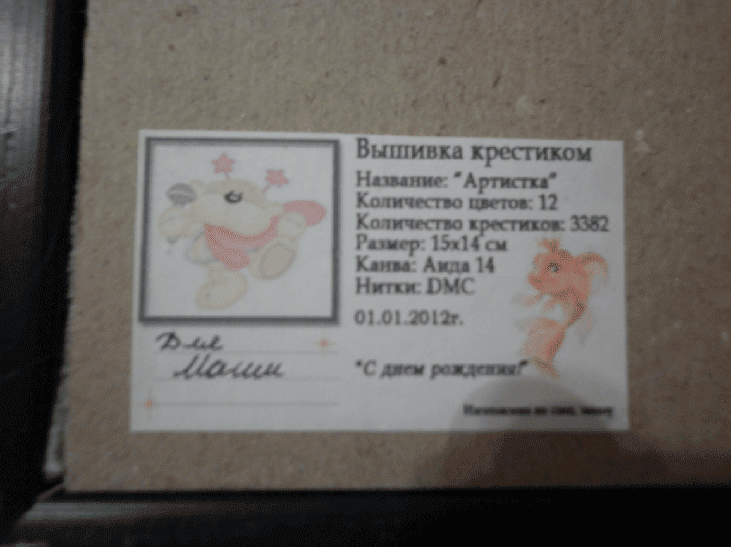 Вышивка крестиком
Название: "Артистка"
Количество цветов: 12
Количество крестиков: 3382
Размер: 15х14 см
Канва: Аида 14
Нитки: DMC
01.01.2012г.
Для
Маши
"С днем рождения!"